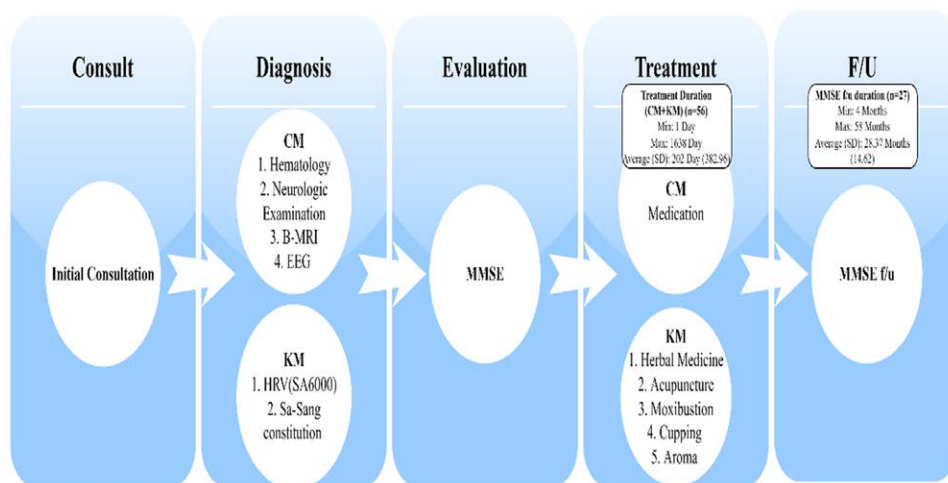 Consult
Initial Consultation
Diagnosis
CM
1. Hematology
2. Neurologic
Examination
3. B-MRI
4. EEG
KM
1. HRV(SA6000)
2. Sa-Sang
constitution
Evaluation
MMSE
Treatment
Treatment Duration
(CM+KM) (n=56)
Min: 1 Day
Max: 1638 Day
Average (SD): 202 Day (382.96)
CM
Medication
KM
1. Herbal Medicine
2. Acupuncture
3. Moxibustion
4. Cupping
5. Aroma
F/U
MMSE f/u duration (n=27)
Min: 4 Months
Max: 58 Months
Average (SD): 28.37 Months
(14.62)
MMSE f/u